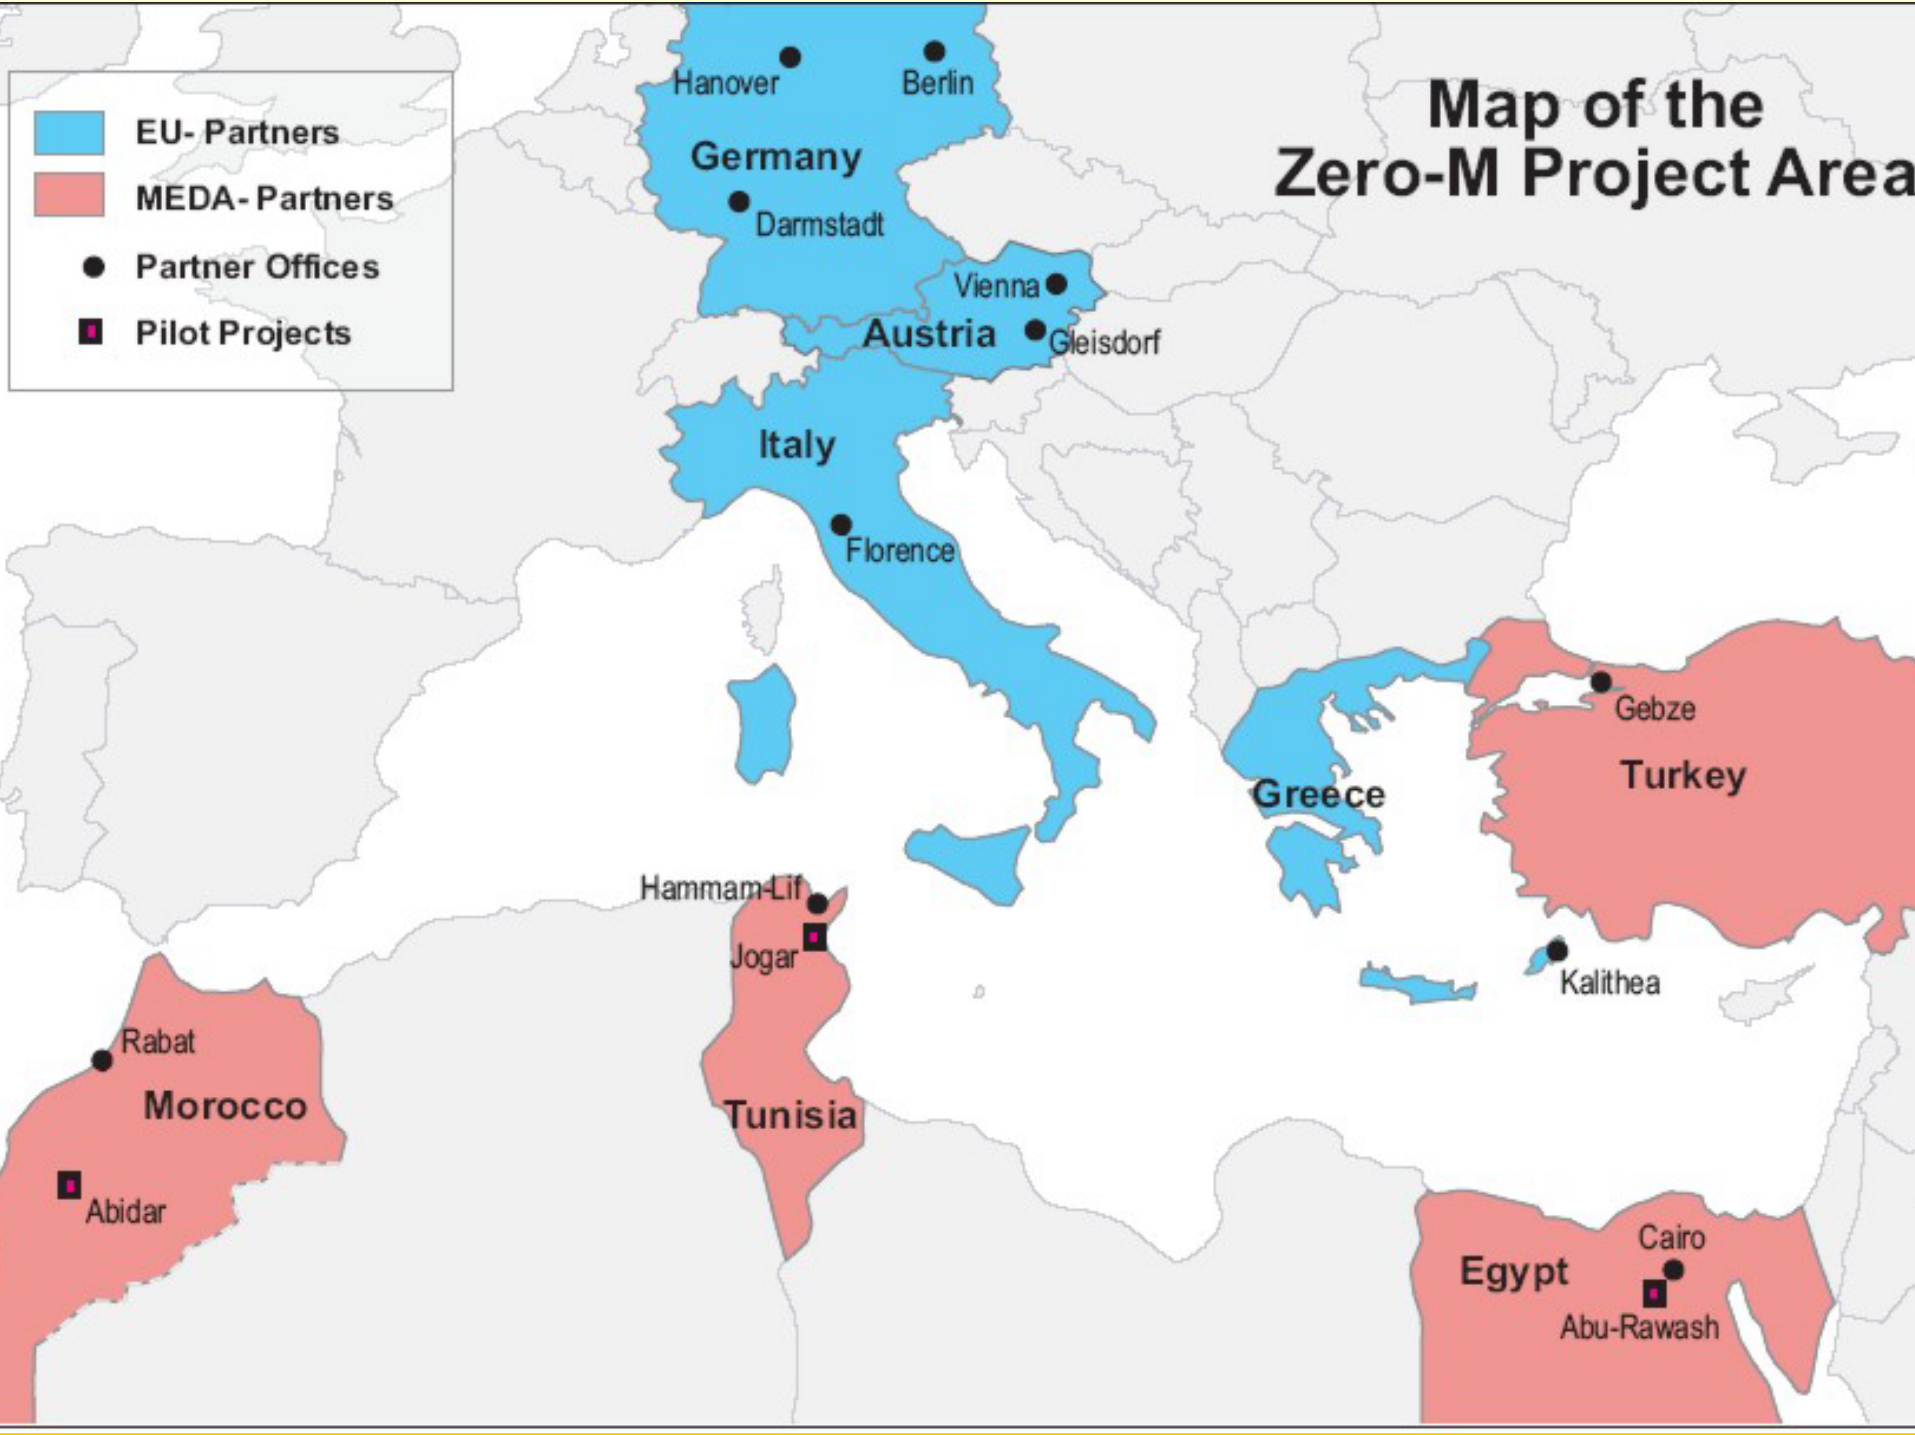 Map of the
Zero-M Project Area
EU- Partners
MEDA- Partners
Partner Offices
Pilot Projects
Hanover
Berlin
Germany
Darmstadt
Vienna
Austria
Gleisdorf
Italy
Florence
Gebze
Turkey
Greece
Hammam-Lif
Jogar
Kalithea
Rabat
Morocco
Tunisia
Abidar
Cairo
Egypt
Abu-Rawash